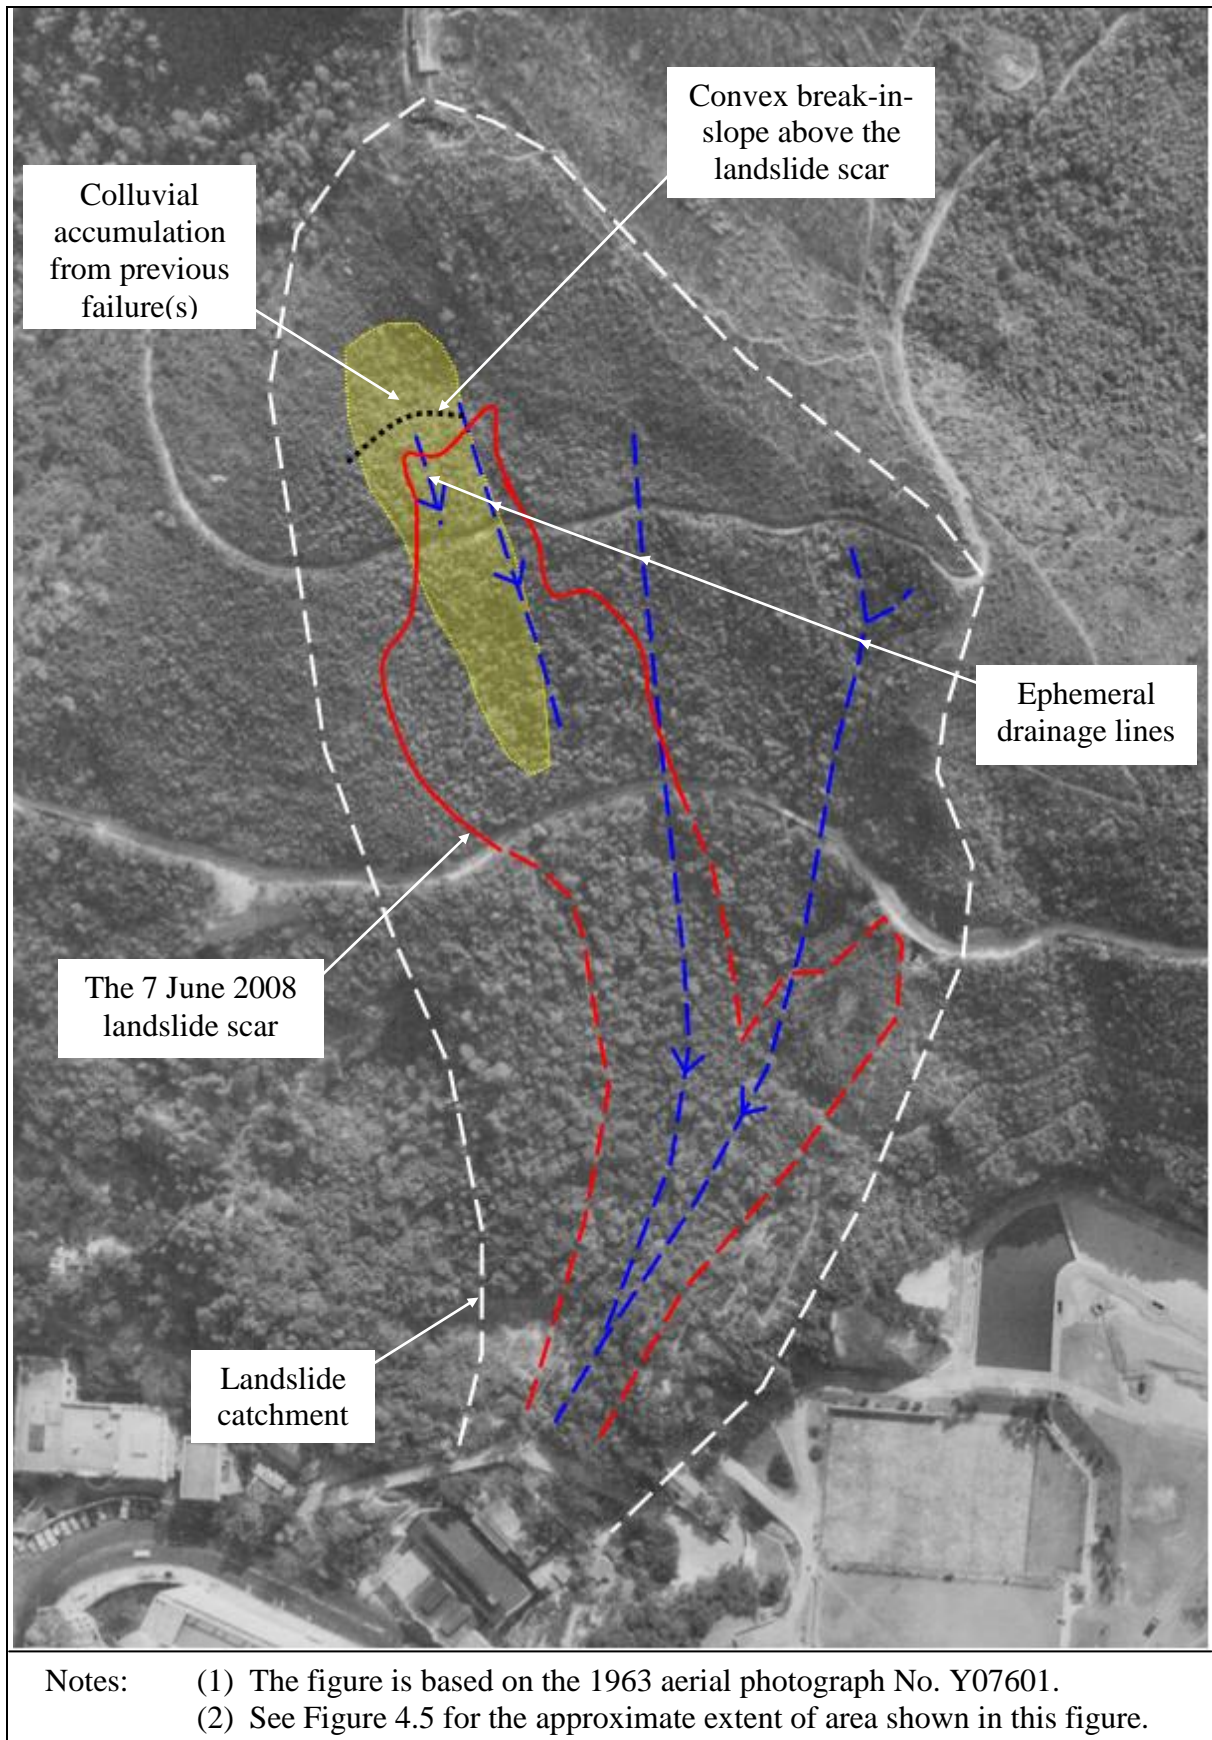 Convex break-in-
slope above the
landslide scar
Colluvial
accumulation
from previous
failure(s)
Ephemeral
drainage lines
The 7 June 2008
landslide scar
Landslide
catchment
Notes: (1) The figure is based on the 1963 aerial photograph No. Y07601.
(2) See Figure 4.5 for the approximate extent of area shown in this figure.